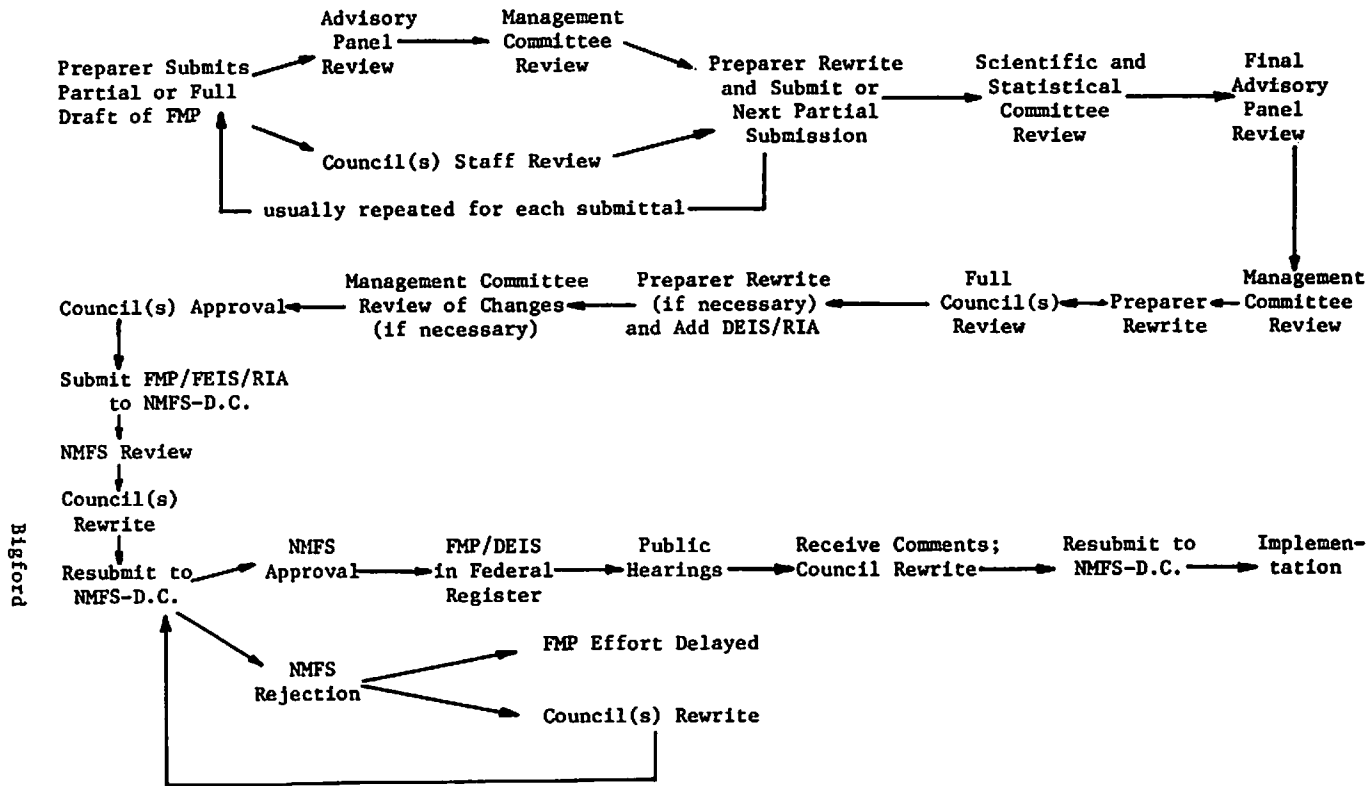 Preparer Submits
Partial or Full
Draft of FMP
Advisory
Panel
Review
Management
Committee
Review
Council(s) Staff Review
Preparer Rewrite
and Submit or
Next Partial
Submission
usually repeated for each submittal
Scientific and
Statistical
Committee
Review
Final
Advisory
Panel
Review
Management
Committee
Review
Preparer
Rewrite
Full
Council(s)
Review
Preparer Rewrite
(if necessary)
and Add DEIS/RIA
Management Committee
Review of Changes
(if necessary)
Council(s) Approval
Submit FMP/FEIS/RIA
to NMFS-D.C.
NMFS Review
Council(s)
Rewrite
Resubmit to
NMFS-D.C.
NMFS
Approval
FMP/DEIS
in Federal
Register
Public
Hearings
Receive Comments;
Council Rewrite
Resubmit to
NMFS-D.C.
Implemen-
tation
NMFS
Rejection
FMP Effort Delayed
Council(s) Rewrite
Bigford